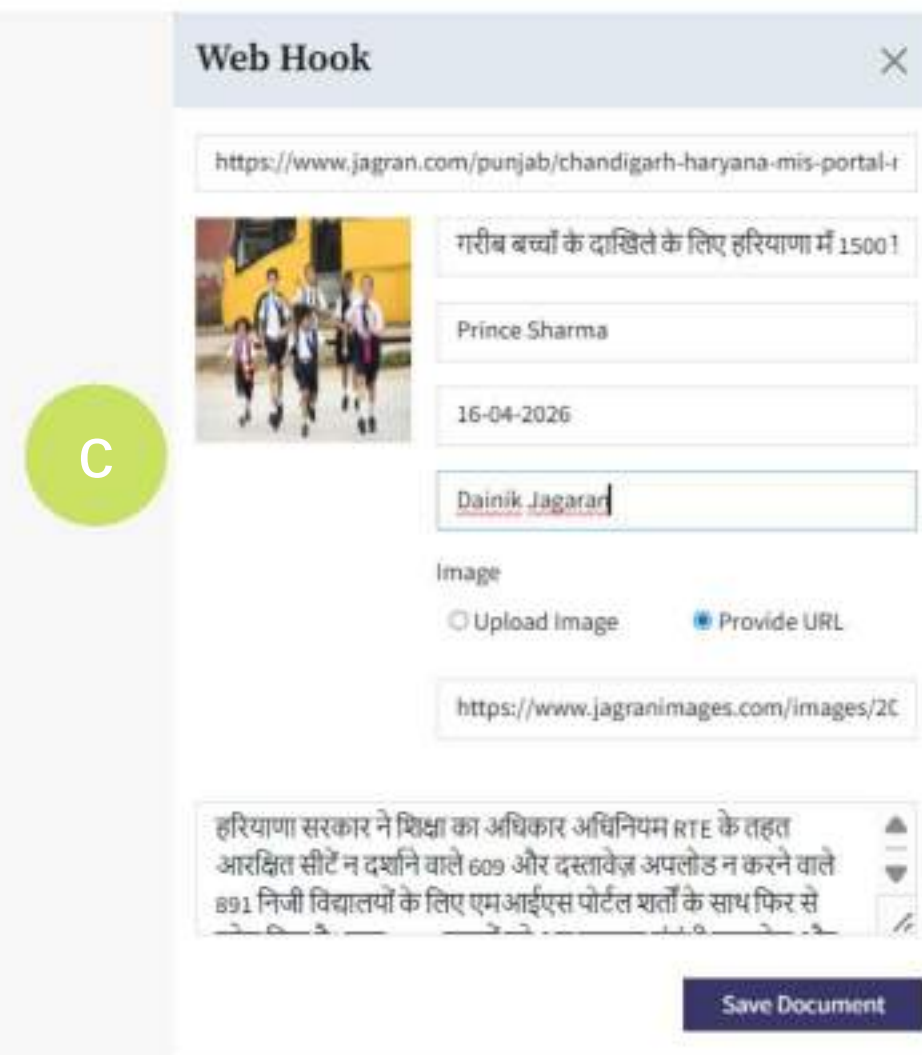 Web Hook
https://www.jagran.com/punjab/chandigarh-haryana-mis-portal-r
गरीब बच्चों के दाखिले के लिए हरियाणा में 1500
Prince Sharma
16-04-2026
Dainik Jagaran
C
Image
Upload Image
Provide URL
https://www.jagranimages.com/images/20
हरियाणा सरकार ने शिक्षा का अधिकार अधिनियम RTE के तहत
आरक्षित सीटें न दर्शाने वाले 609 और दस्तावेज़ अपलोड न करने वाले
891 निजी विद्यालयों के लिए एमआईएस पोर्टल शर्तों के साथ फिर से
Save Document